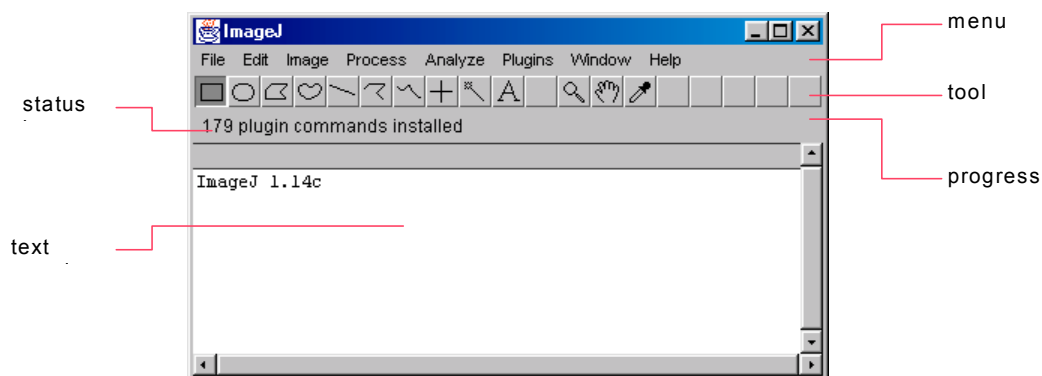 ImageJ
menu
File Edit Image Process Analyze Plugins Window Help
A
tool
status
179 plugin commands installed
ImageJ 1.14c
progress
text